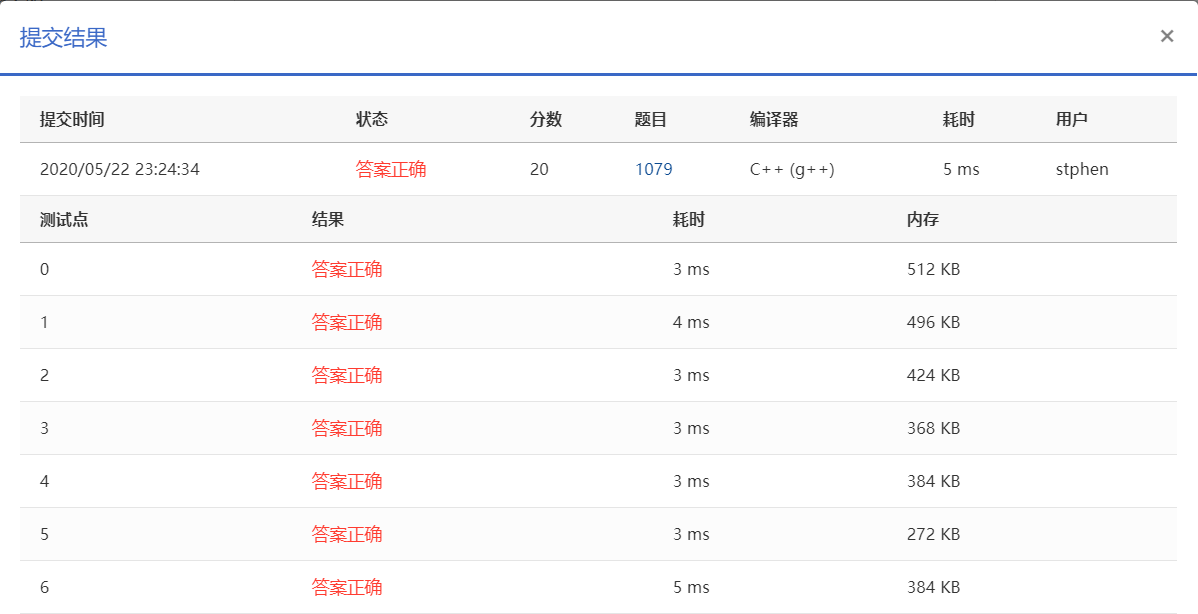 提交结果 ×
提交时间 状态 分数 题目 编译器 耗时 用户
2020/05/22 23:24:34 答案正确 20 1079 C++ (g++) 5 ms stphen
测试点 结果 耗时 内存
0 答案正确 3 ms 512 KB
1 答案正确 4 ms 496 KB
2 答案正确 3 ms 424 KB
3 答案正确 3 ms 368 KB
4 答案正确 3 ms 384 KB
5 答案正确 3 ms 272 KB
6 答案正确 5 ms 384 KB